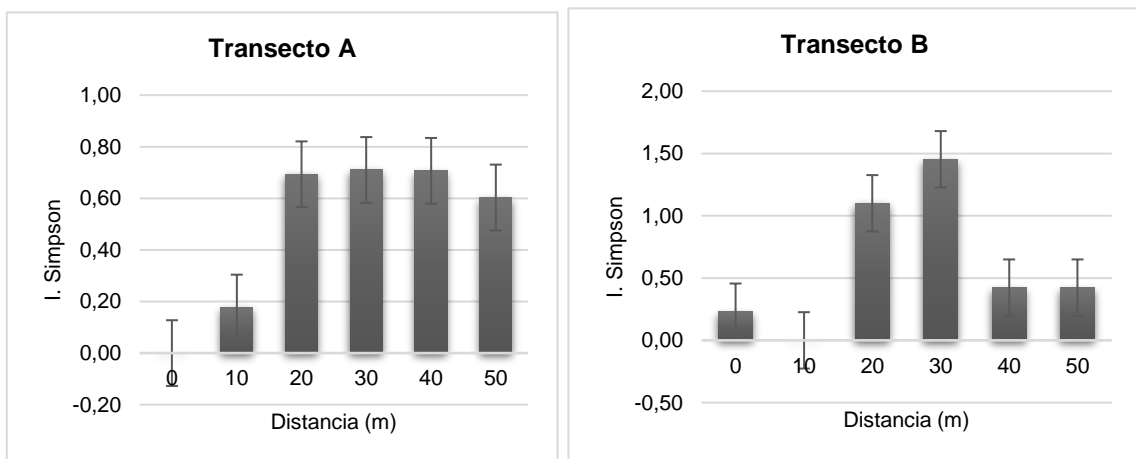 Transecto A
1,00
0,80
0,60
0,40
0,20
0,00
-0,20
I. Simpson
0 10 20 30 40 50
Distancia (m)
Transecto B
2,00
1,50
1,00
0,50
0,00
-0,50
I. Simpson
0 10 20 30 40 50
Distancia (m)